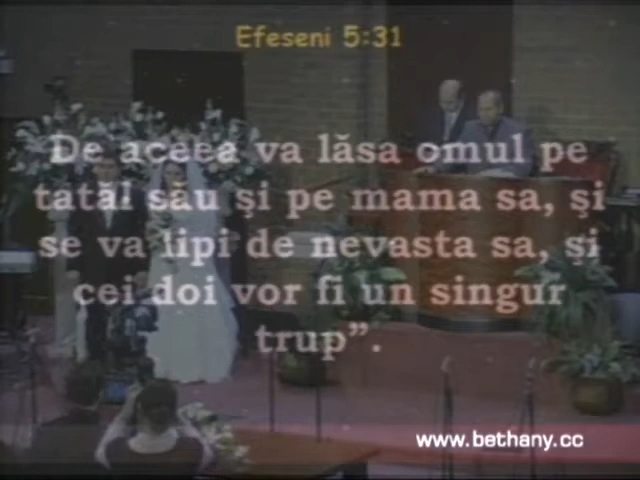 Efeseni 5:31
De aceea va lăsa omul pe
tatăl său şi pe mama sa, şi
se va lipi de nevasta sa, şi
cei doi vor fi un singur
trup”.
www.bethany.cc